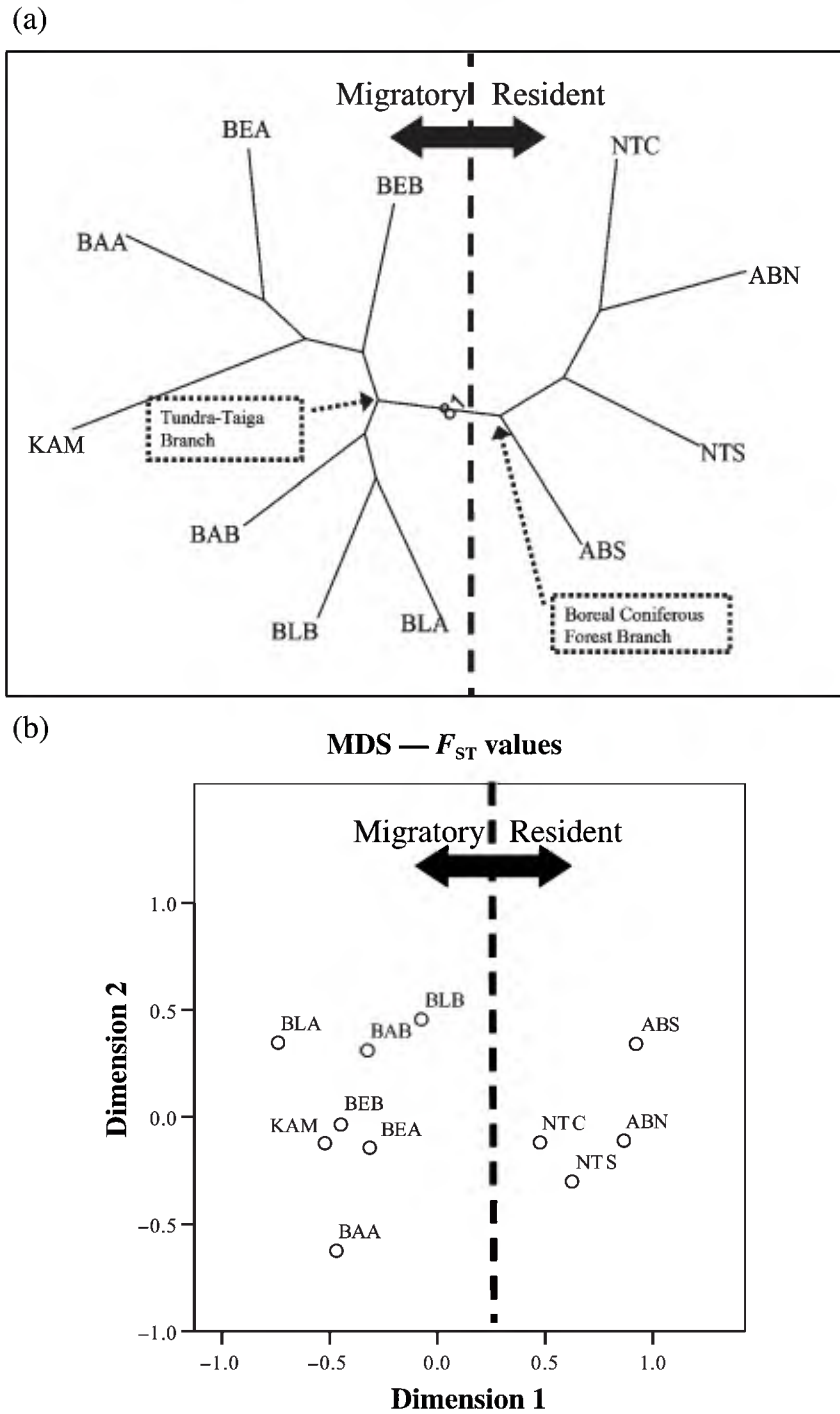 (a)
Migratory Resident
BEA
NTC
BEB
BAA
ABN
Tundra-Taiga
Branch
KAM
NTS
BAB
ABS
BLB
BLA
Boreal Coniferous
Forest Branch
(b)
MDS — FST values
Migratory Resident
1.0
0.5
0.0
−0.5
−1.0
Dimension 2
BLB
BLA
BAB
ABS
BEB
KAM
BEA
NTC
ABN
NTS
BAA
−1.0 −0.5 0.0 0.5 1.0
Dimension 1